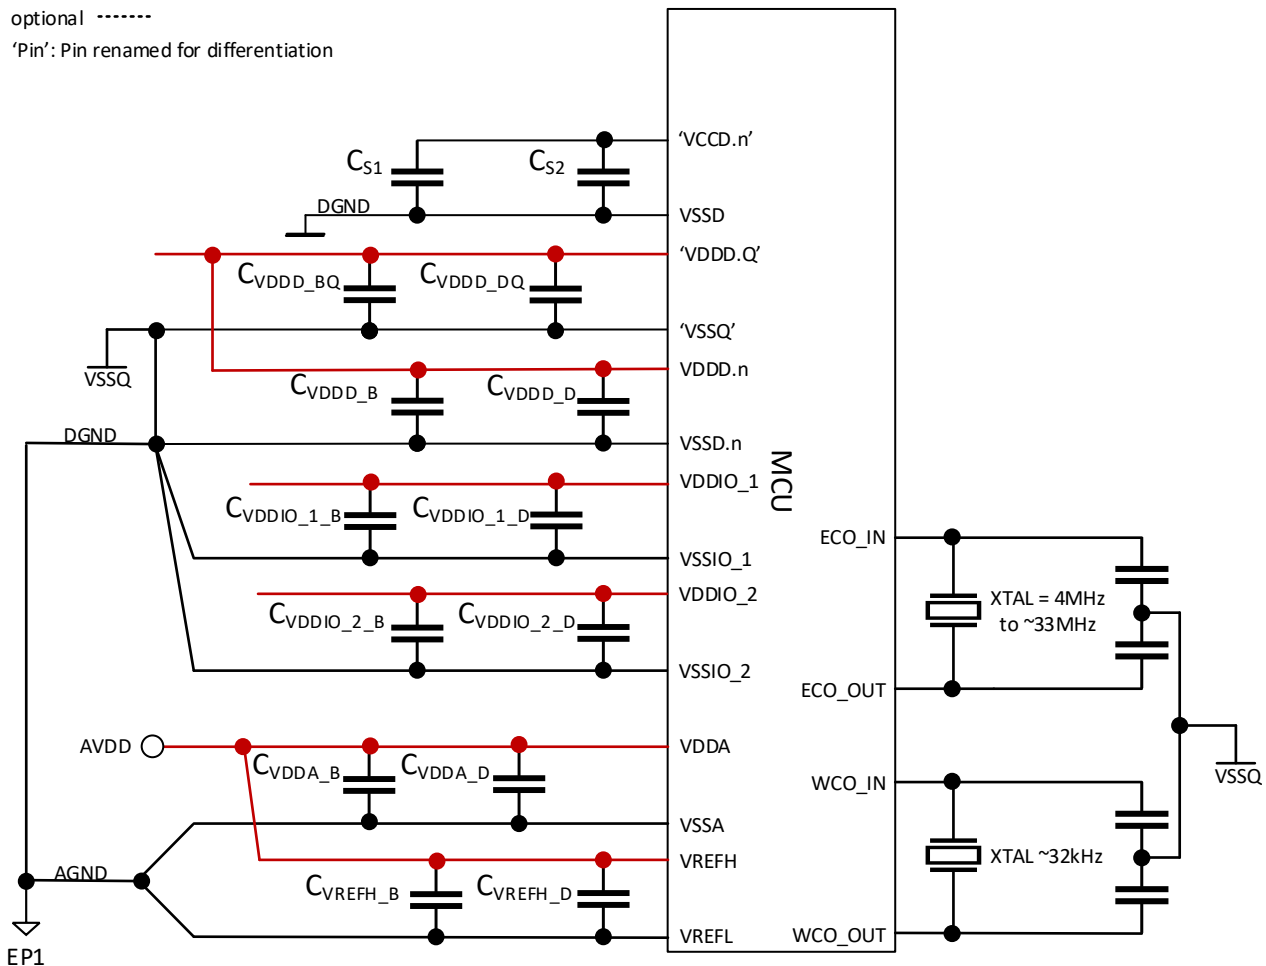 optional
‘Pin’: Pin renamed for differentiation
‘VCCD.n’
CS1
CS2
DGND
VSSD
‘VDDD.Q’
CVDDD_BQ
CVDDD_DQ
‘VSSQ’
VSSQ
VDDD.n
CVDDD_B
CVDDD_D
DGND
VSSD.n
VDDIO_1
MCU
CVDDIO_1_B
CVDDIO_1_D
ECO_IN
VSSIO_1
VDDIO_2
XTAL = 4MHz
to ~33MHz
CVDDIO_2_B
CVDDIO_2_D
VSSIO_2
ECO_OUT
AVDD
VDDA
CVDDA_B
CVDDA_D
WCO_IN
VSSQ
VSSA
VREFH
XTAL ~32kHz
AGND
CVREFH_B
CVREFH_D
VREFL
WCO_OUT
EP1